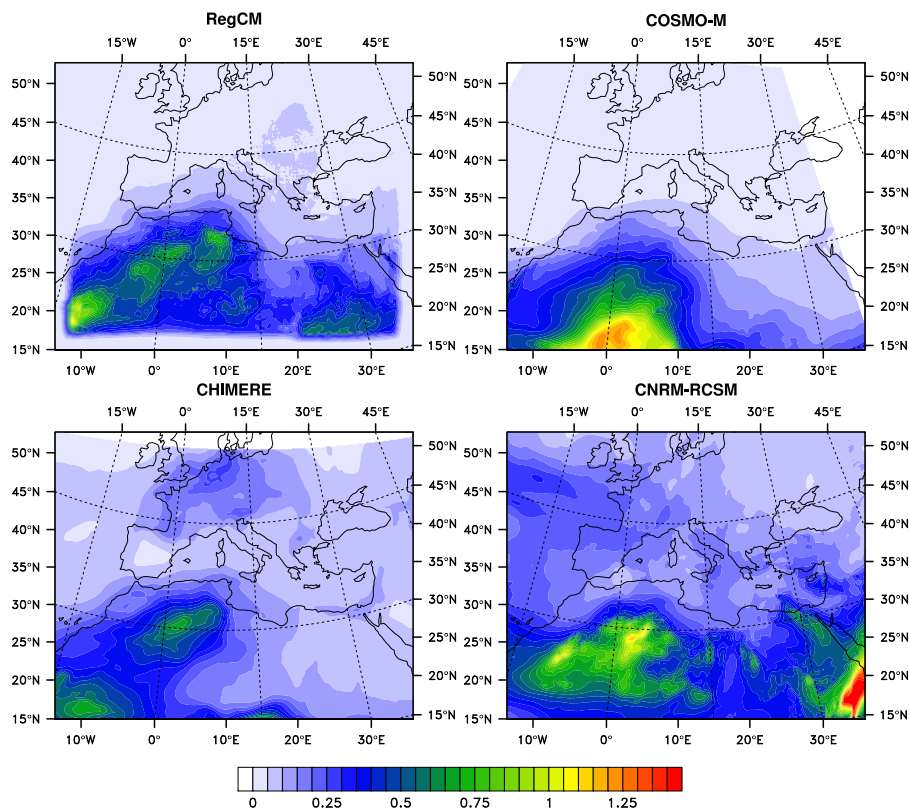 RegCM
COSMO-M
15°W 0° 15°E 30°E 45°E
15°W 0° 15°E 30°E 45°E
50°N 50°N
50°N 50°N
45°N 45°N
45°N 45°N
40°N 40°N
40°N 40°N
35°N 35°N
35°N 35°N
30°N 30°N
30°N 30°N
25°N 25°N
25°N 25°N
20°N 20°N
20°N 20°N
15°N 15°N
15°N 15°N
10°W 0° 10°E 20°E 30°E
10°W 0° 10°E 20°E 30°E
CHIMERE
CNRM-RCSM
15°W 0° 15°E 30°E 45°E
15°W 0° 15°E 30°E 45°E
50°N 50°N
50°N 50°N
45°N 45°N
45°N 45°N
40°N 40°N
40°N 40°N
35°N 35°N
35°N 35°N
30°N 30°N
30°N 30°N
25°N 25°N
25°N 25°N
20°N 20°N
20°N 20°N
15°N 15°N
15°N 15°N
10°W 0° 10°E 20°E 30°E
10°W 0° 10°E 20°E 30°E
0 0.25 0.5 0.75 1 1.25